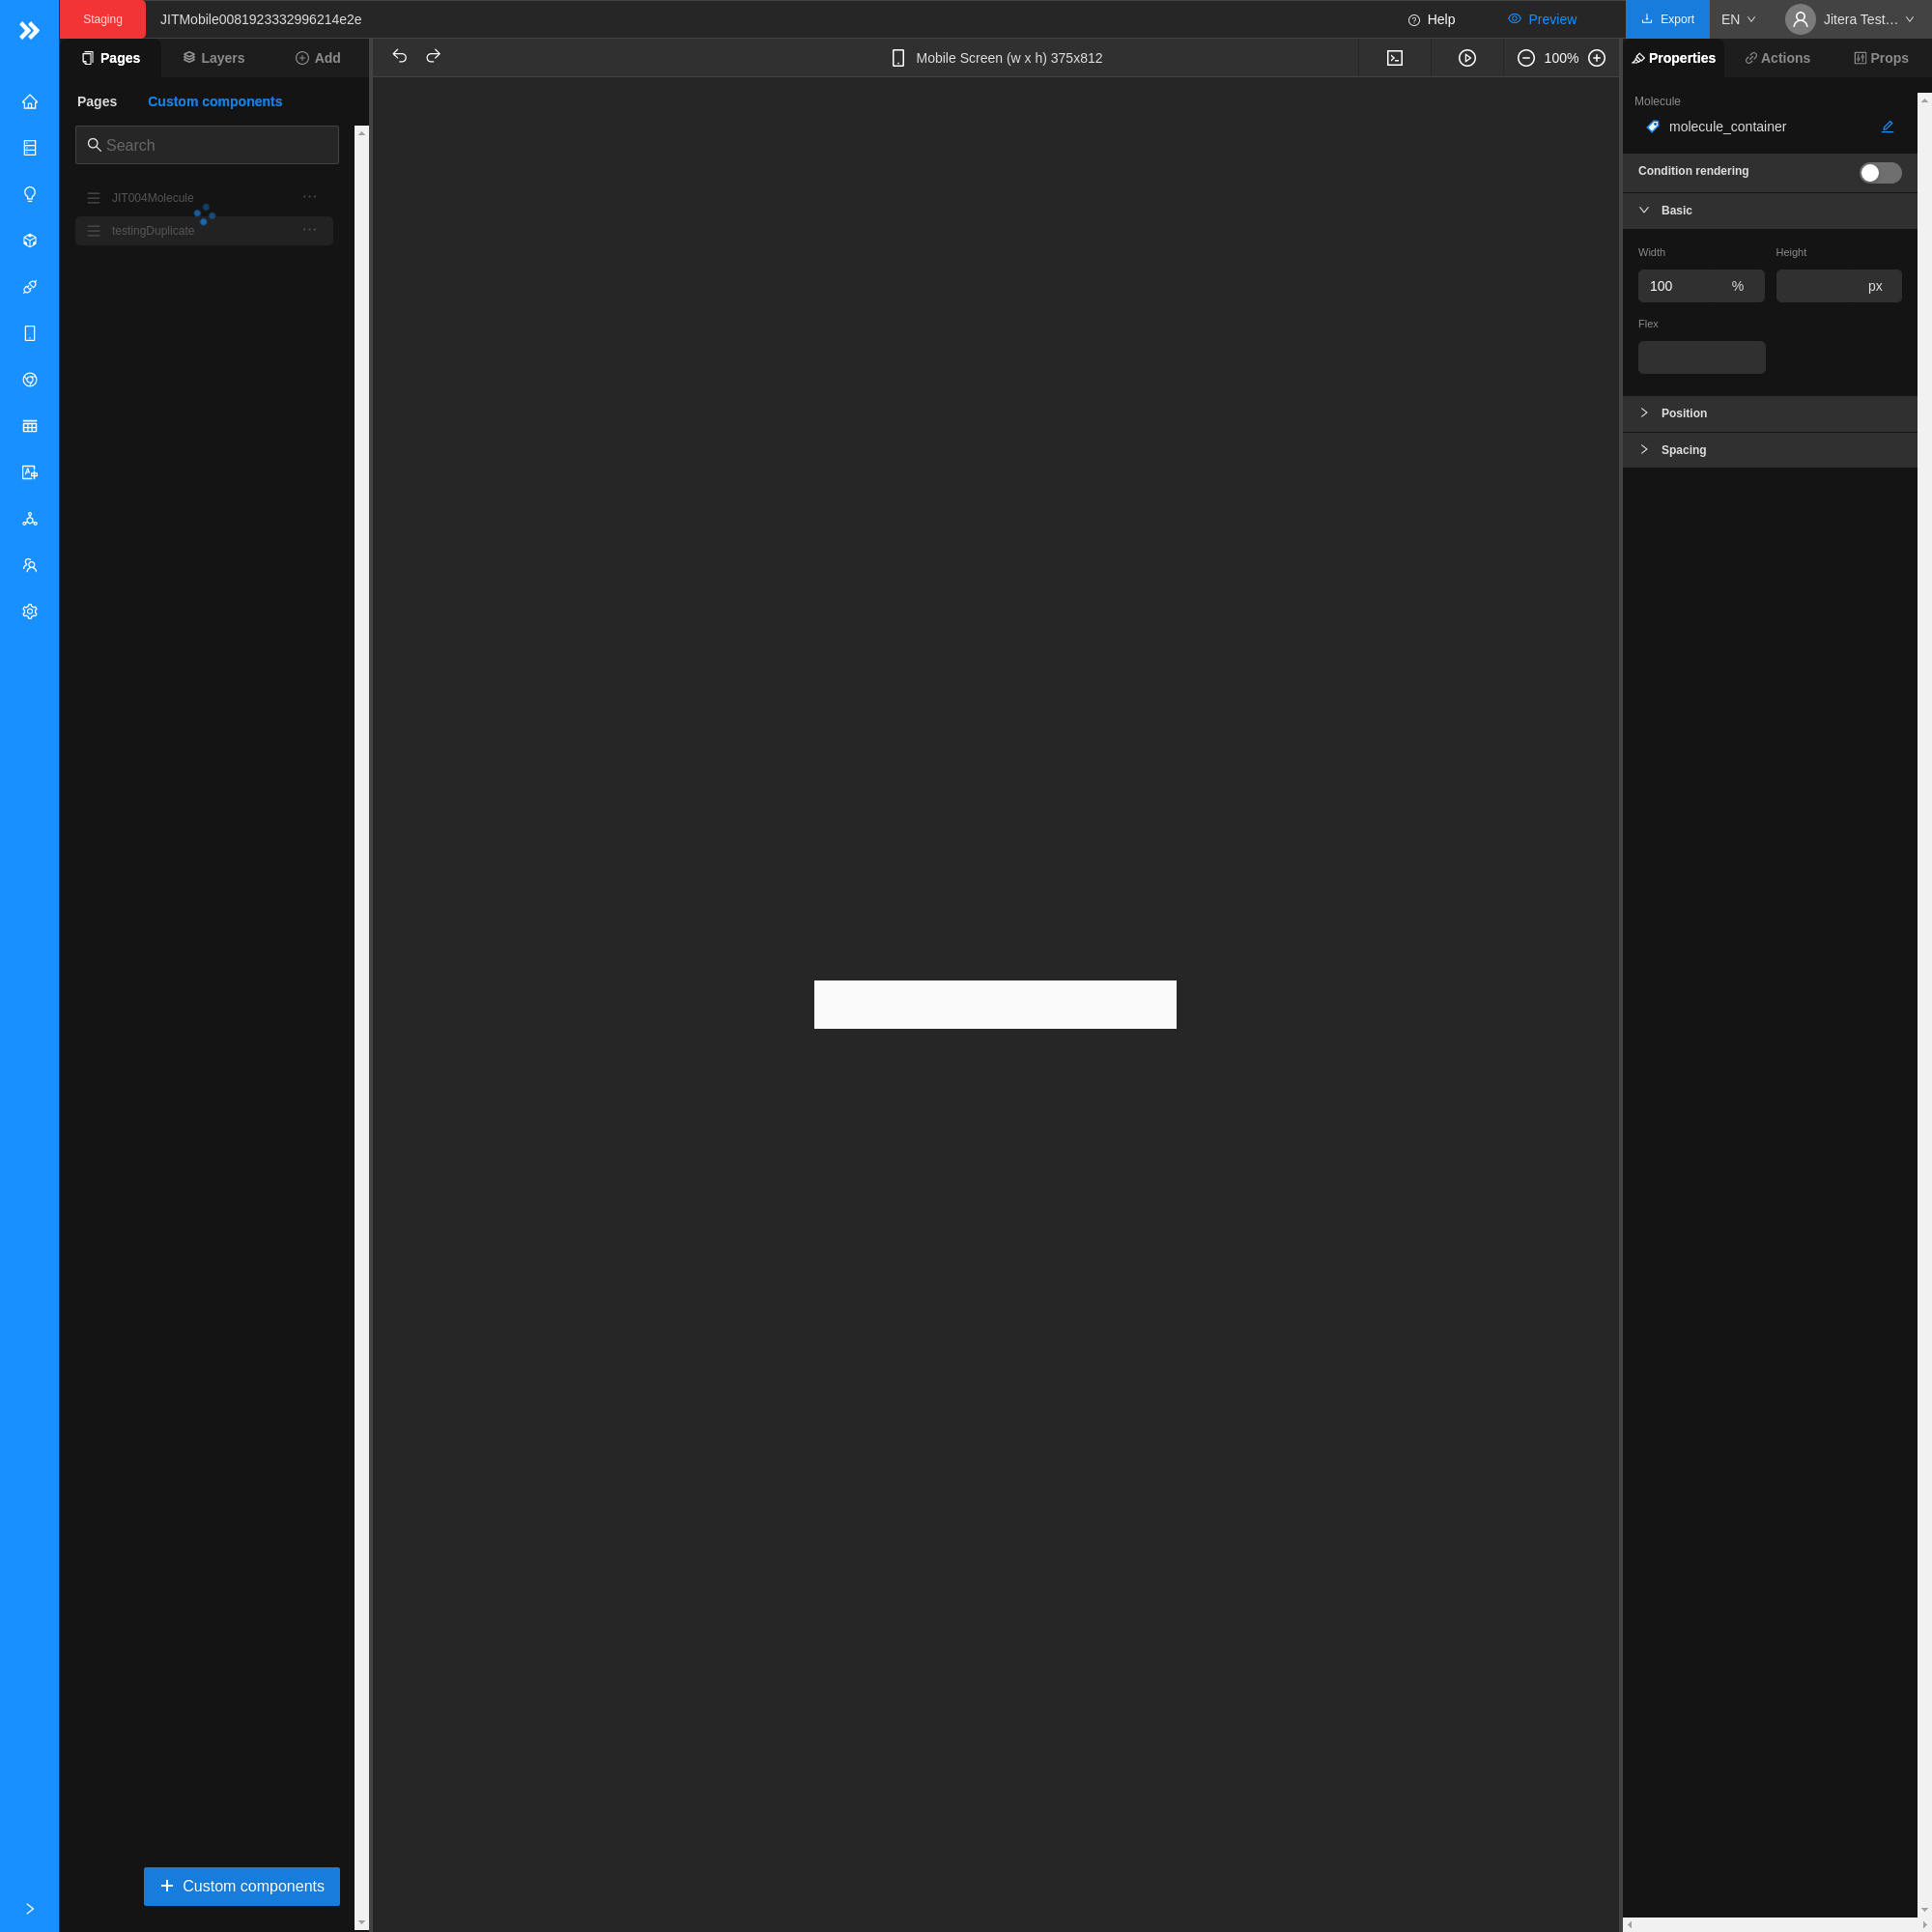 Staging JITMobile0081923332996214e2e Help Preview Export EN Jitera Test...
Pages Layers Add Mobile Screen (w x h) 375x812 100% Properties Actions Props
Pages Custom components
Search
JIT004Molecule
testingDuplicate
Custom components
Molecule
molecule_container
Condition rendering
Basic
Width Height
100 % px
Flex
Position
Spacing